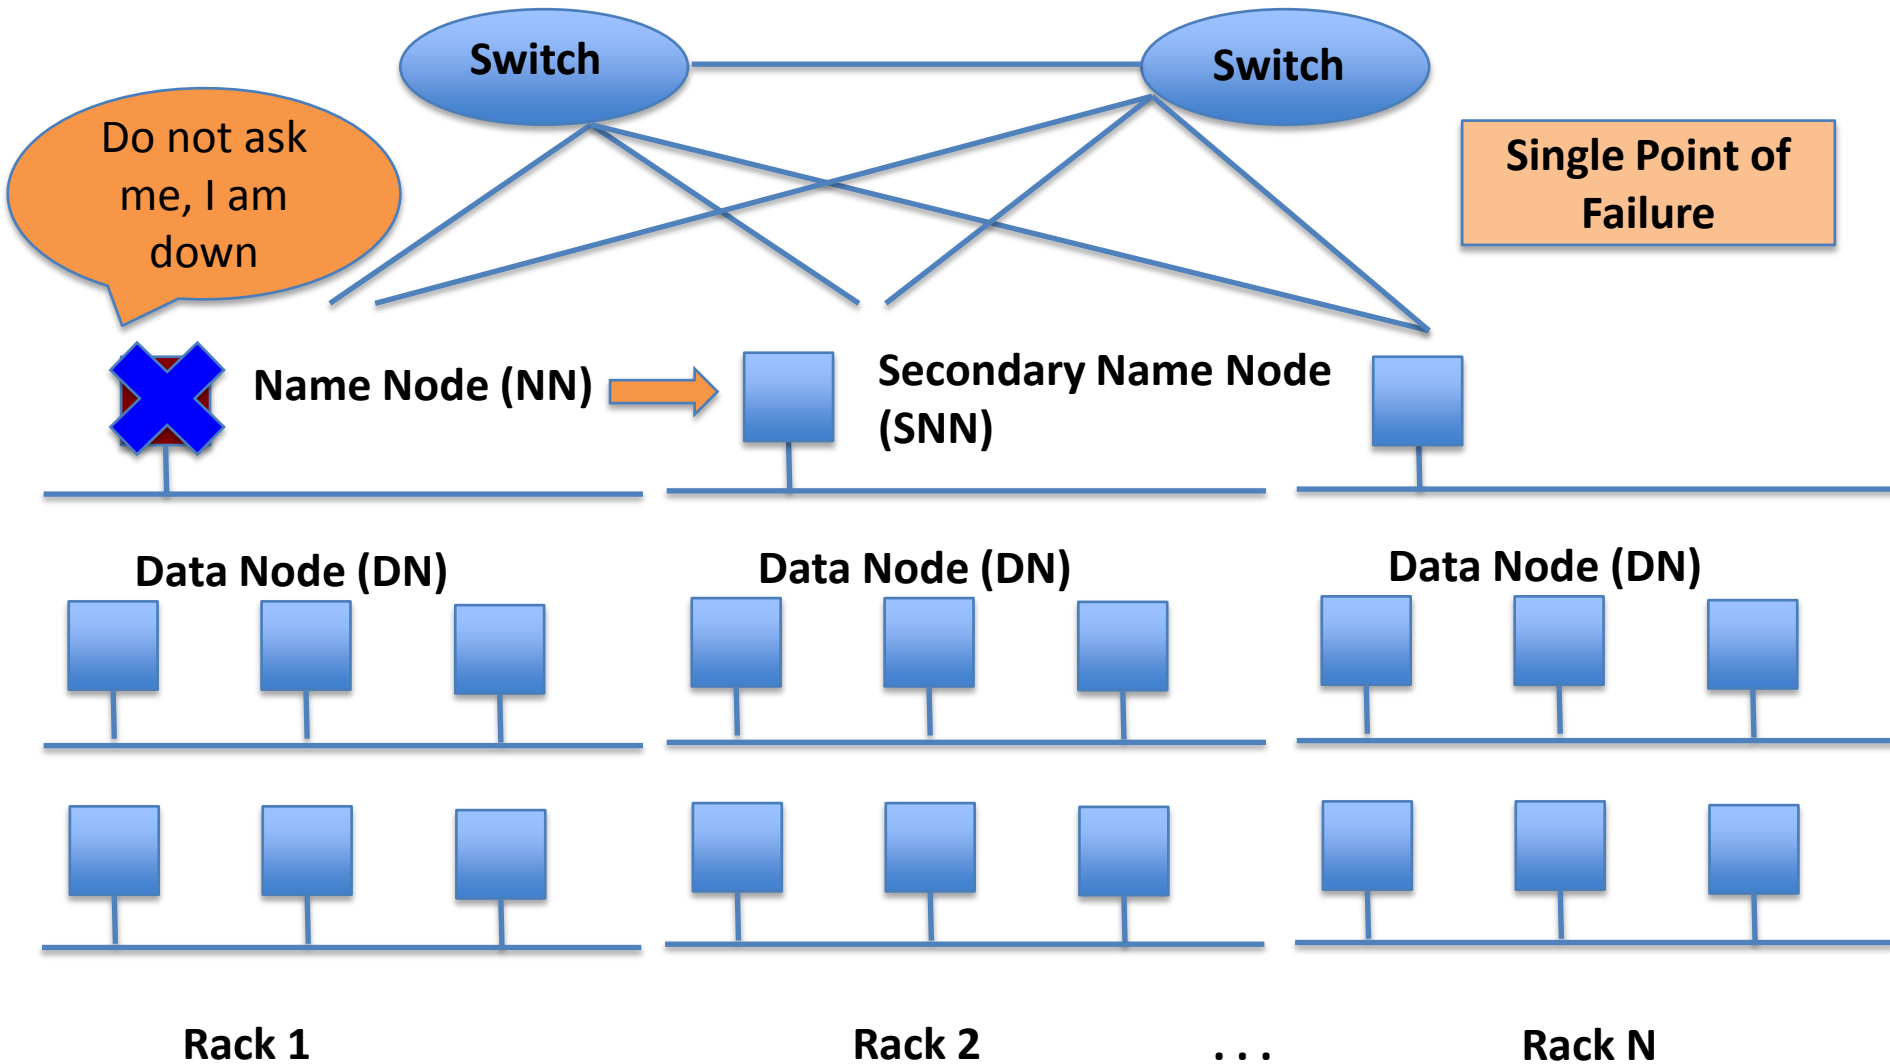 Switch
Switch
Do not ask
me, I am
down
Single Point of
Failure
Name Node (NN)
Secondary Name Node
(SNN)
Data Node (DN)
Data Node (DN)
Data Node (DN)
Rack 1
Rack 2
. . .
Rack N